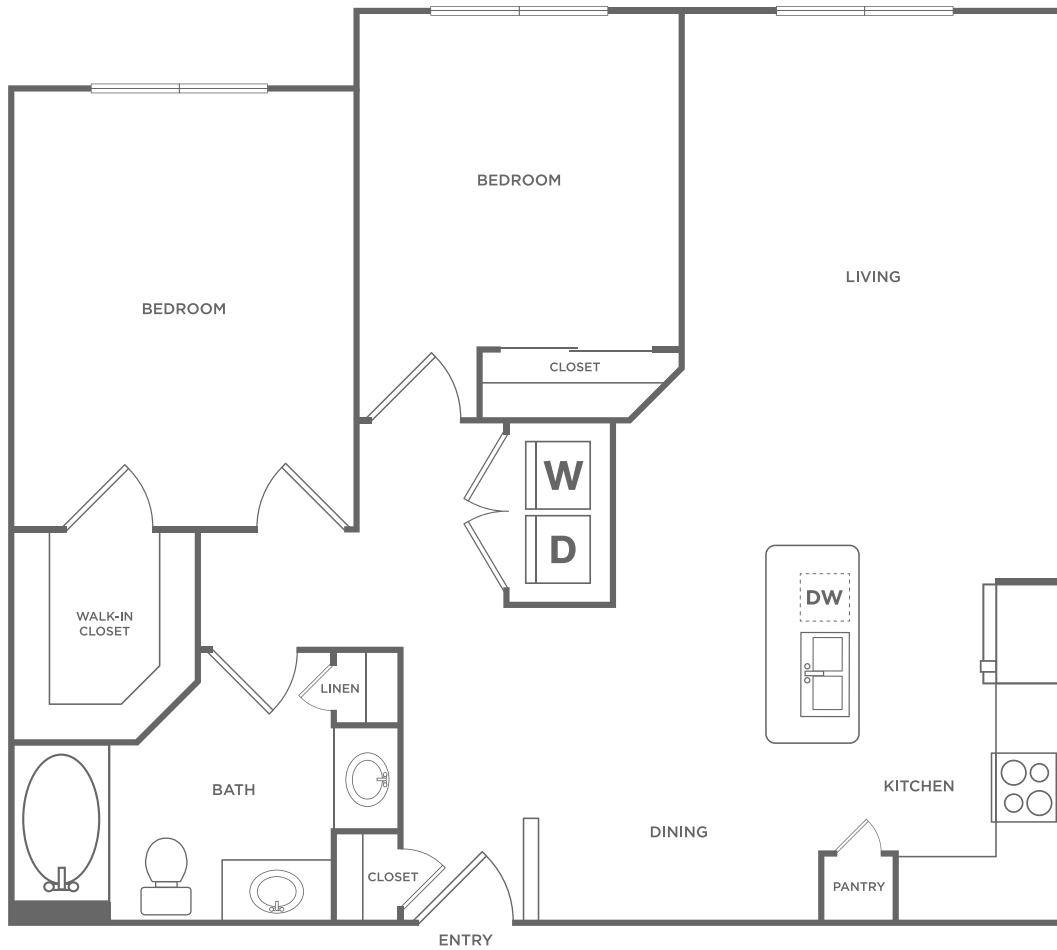 BEDROOM
LIVING
BEDROOM
CLOSET
W
D
DW
WALK-IN
CLOSET
LINEN
BATH
KITCHEN
DINING
CLOSET
PANTRY
ENTRY